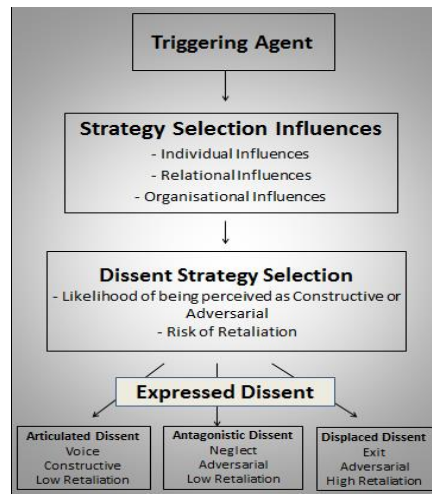 Triggering Agent
Strategy Selection Influences
- Individual Influences
- Relational Influences
- Organisational Influences
Dissent Strategy Selection
- Likelihood of being perceived as Constructive or
Adversarial
- Risk of Retaliation
Expressed Dissent
Articulated Dissent
Voice
Constructive
Low Retaliation
Antagonistic Dissent
Neglect
Adversarial
Low Retaliation
Displaced Dissent
Exit
Adversarial
High Retaliation